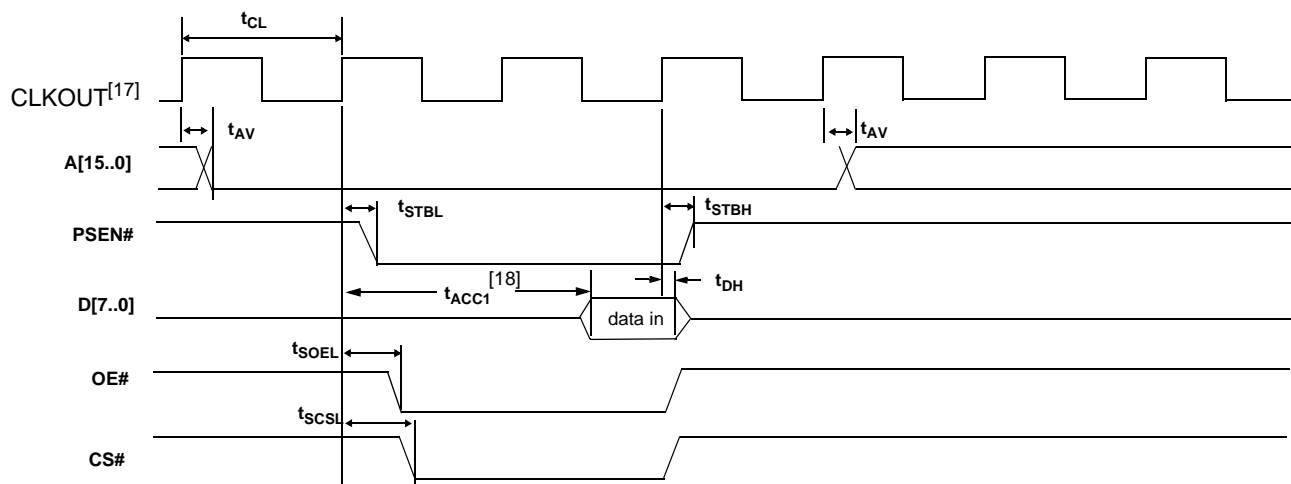 tCL
CLKOUT[17]
tAV
tAV
A[15..0]
tSTBL
tSTBH
PSEN#
[18]
tACC1
tDH
D[7..0]
data in
tSOEL
OE#
tSCSL
CS#